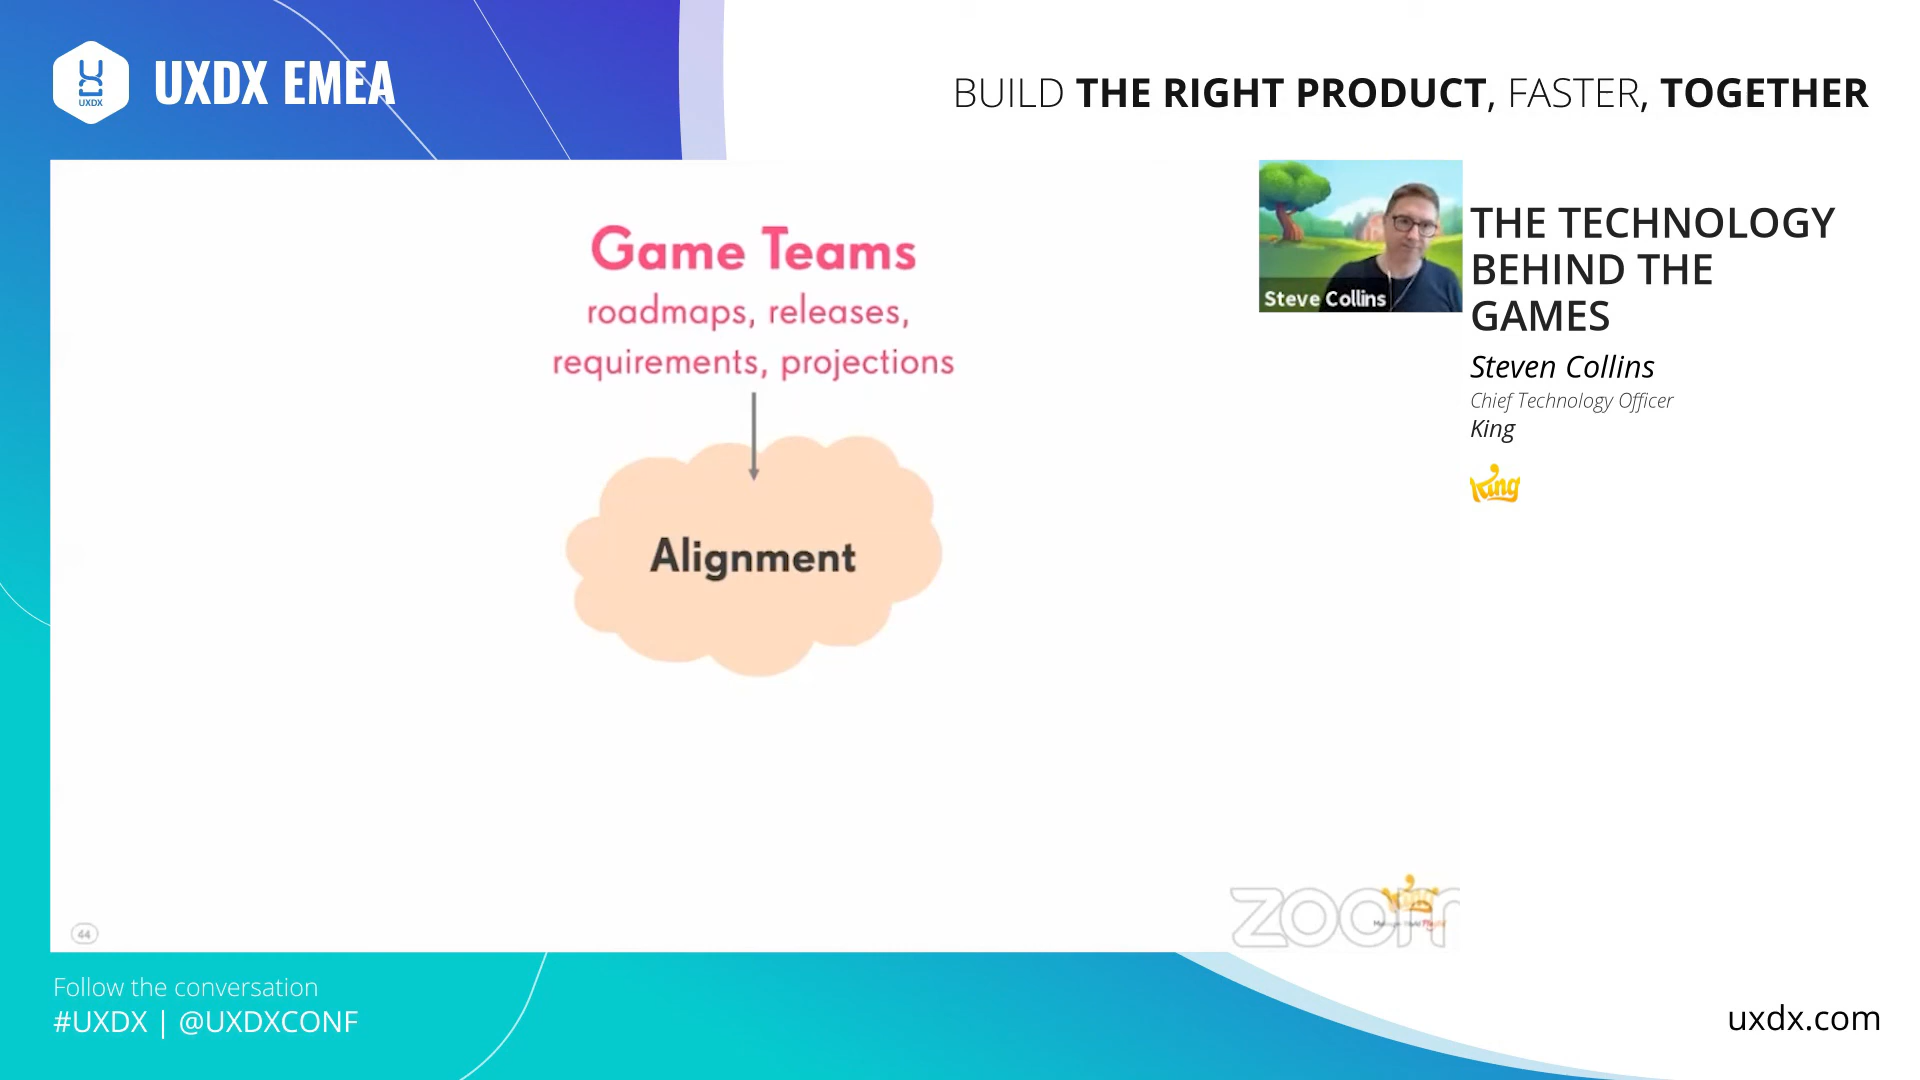 UXDX
UXDX EMEA
BUILD THE RIGHT PRODUCT, FASTER, TOGETHER
Game Teams
roadmaps, releases,
requirements, projections
Alignment
Steve Collins
THE TECHNOLOGY
BEHIND THE
GAMES
Steven Collins
Chief Technology Officer
King
King
44
zoom
King
Follow the conversation
#UXDX | @UXDXCONF
uxdx.com